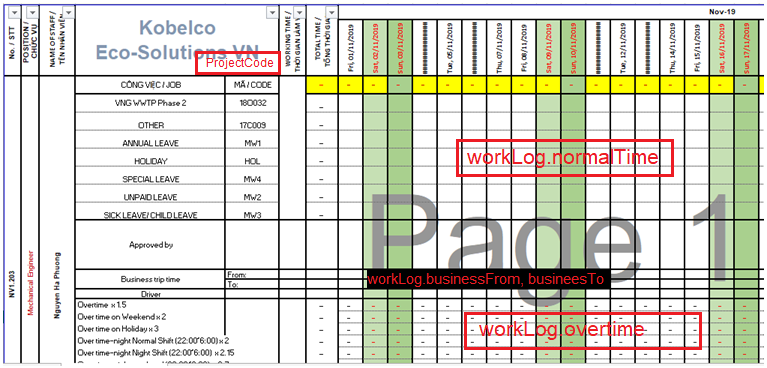 Nov-19
No. / STT
POSITION / CHỨC VỤ
NAME OF STAFF / TÊN NHÂN VIÊN
Kobelco
Eco-Solutions VN
ProjectCode
WORKING TIME / THỜI GIAN LÀM
TOTAL TIME / TỔNG THỜI GIA
Fri, 01/11/2019
Sat, 02/11/2019
Sun, 03/11/2019
##########
Tue, 05/11/2019
##########
Thu, 07/11/2019
Fri, 08/11/2019
Sat, 09/11/2019
Sun, 10/11/2019
##########
Tue, 12/11/2019
##########
Thu, 14/11/2019
Fri, 15/11/2019
Sat, 16/11/2019
Sun, 17/11/2019
CÔNG VIỆC / JOB MÃ / CODE
VNG WWTP Phase 2 18O032
OTHER 17C009
ANNUAL LEAVE MW1
workLog.normalTime
HOLIDAY HOL
SPECIAL LEAVE MW4
UNPAID LEAVE MW2
SICK LEAVE/ CHILD LEAVE MW3
Page 1
Approved by
NV1.203
Mechanical Engineer
Nguyen Ha Phuong
Business trip time
From:
To:
workLog.businessFrom, busineesTo
Driver
Overtime x 1.5
Over time on Weekend x 2
Over time on Holiday x 3
workLog.overtime
Over time-night Normal Shift (22:00~6:00) x 2
Over time-night Night Shift (22:00~6:00) x 2.15